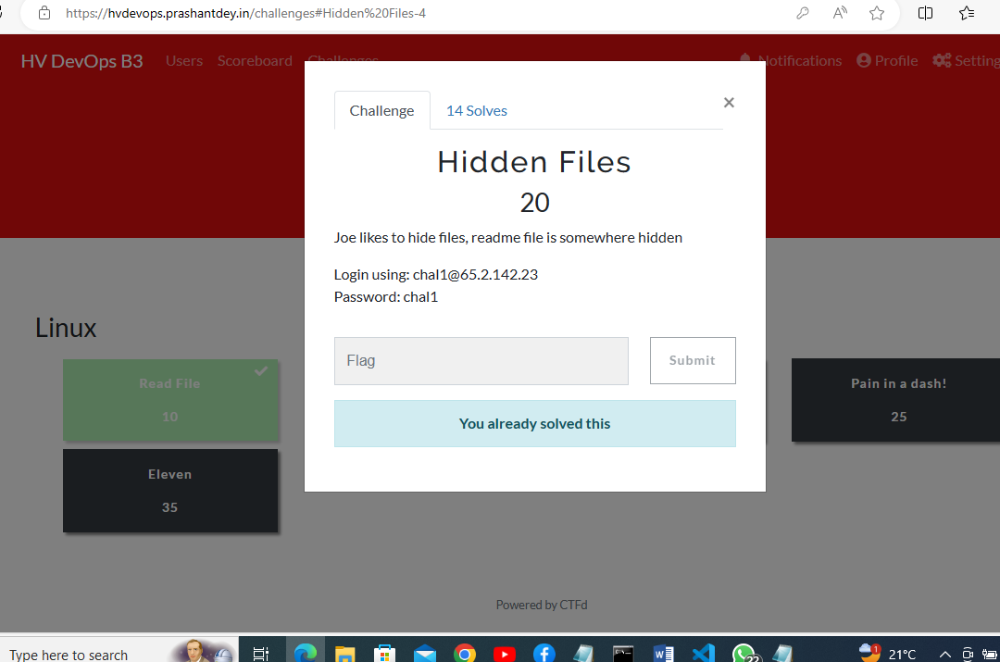 https://hvdevops.prashantdey.in/challenges#Hidden%20Files-4
HV DevOps B3 Users Scoreboard Challenges Notifications Profile Setting
Challenge 14 Solves ×
Hidden Files
20
Joe likes to hide files, readme file is somewhere hidden
Login using: chal1@65.2.142.23
Password: chal1
Flag Submit
You already solved this
Linux
Read File
10
Pain in a dash!
25
Eleven
35
Powered by CTFd
Type here to search
22
1
21°C